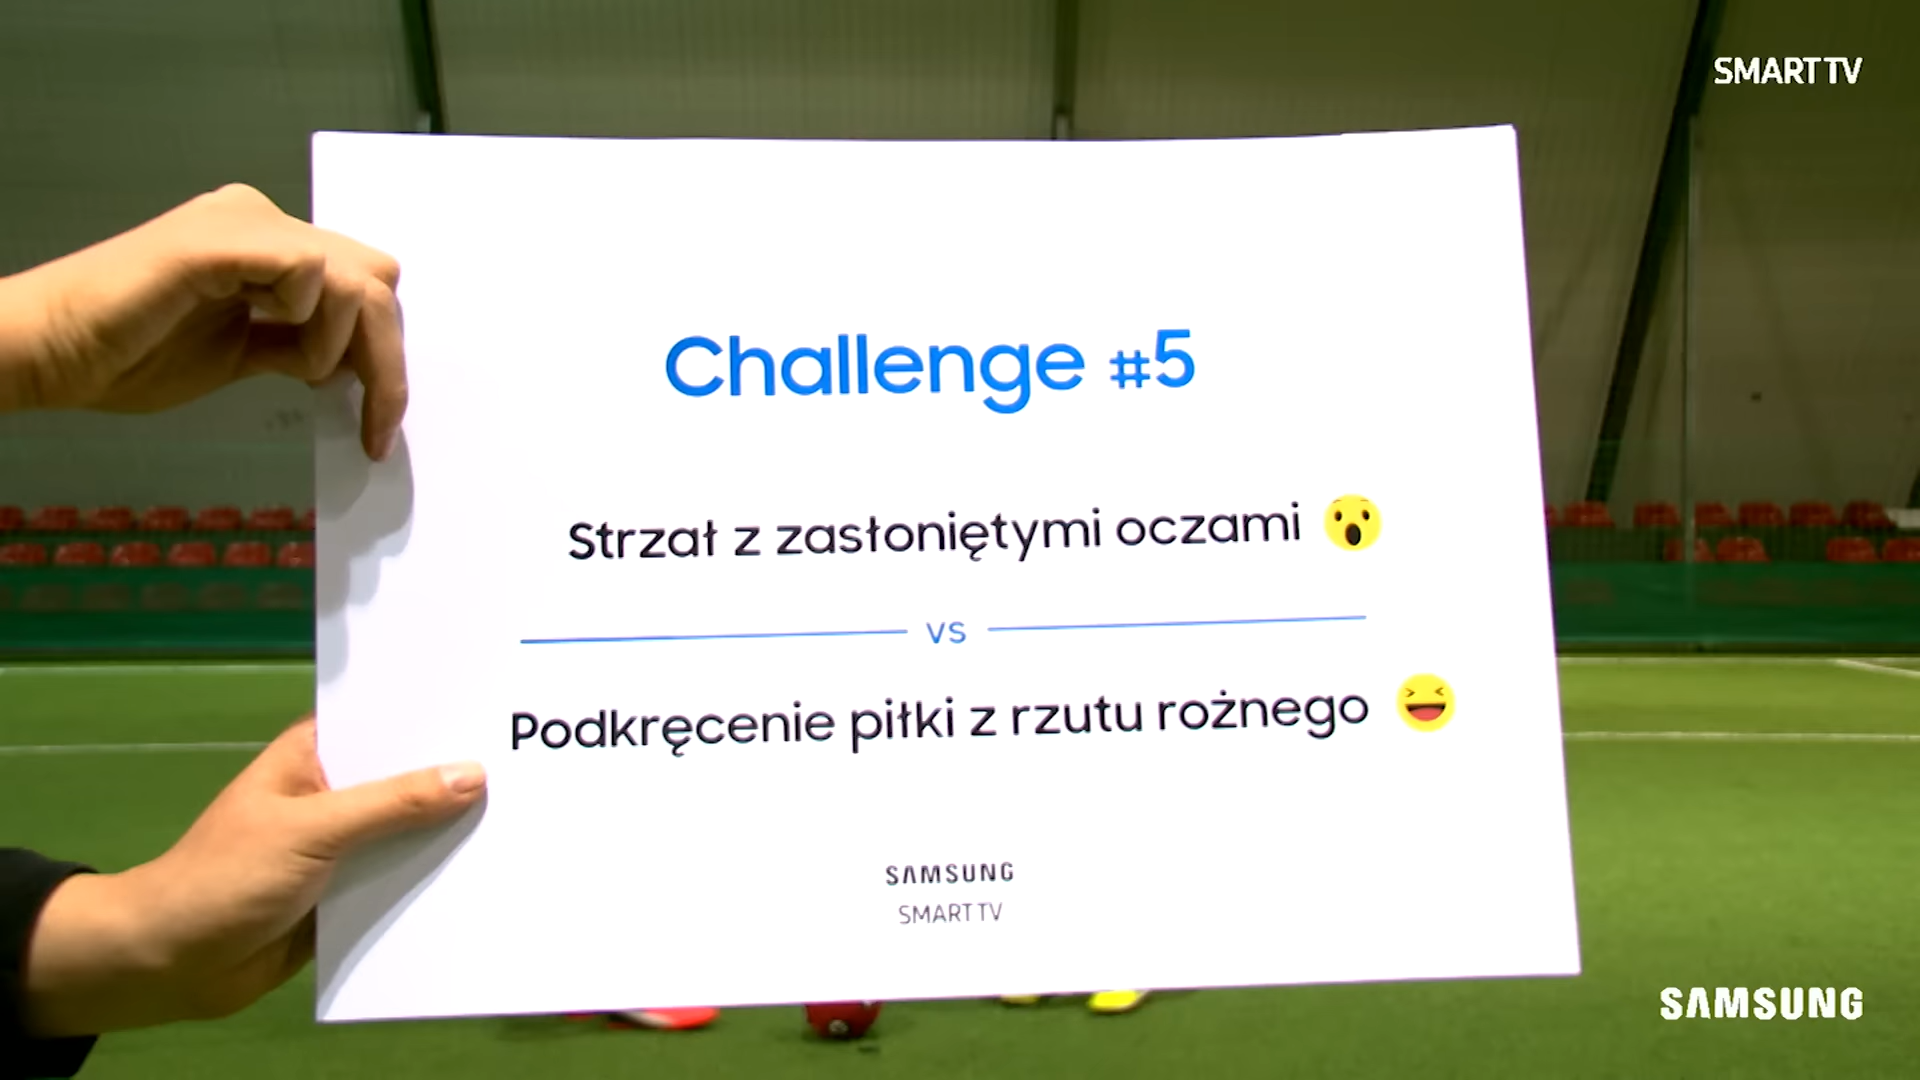 SMART TV
Challenge #5
Strzał z zasłoniętymi oczami 😮
vs
Podkręcenie piłki z rzutu rożnego 😆
SAMSUNG
SMART TV
SAMSUNG